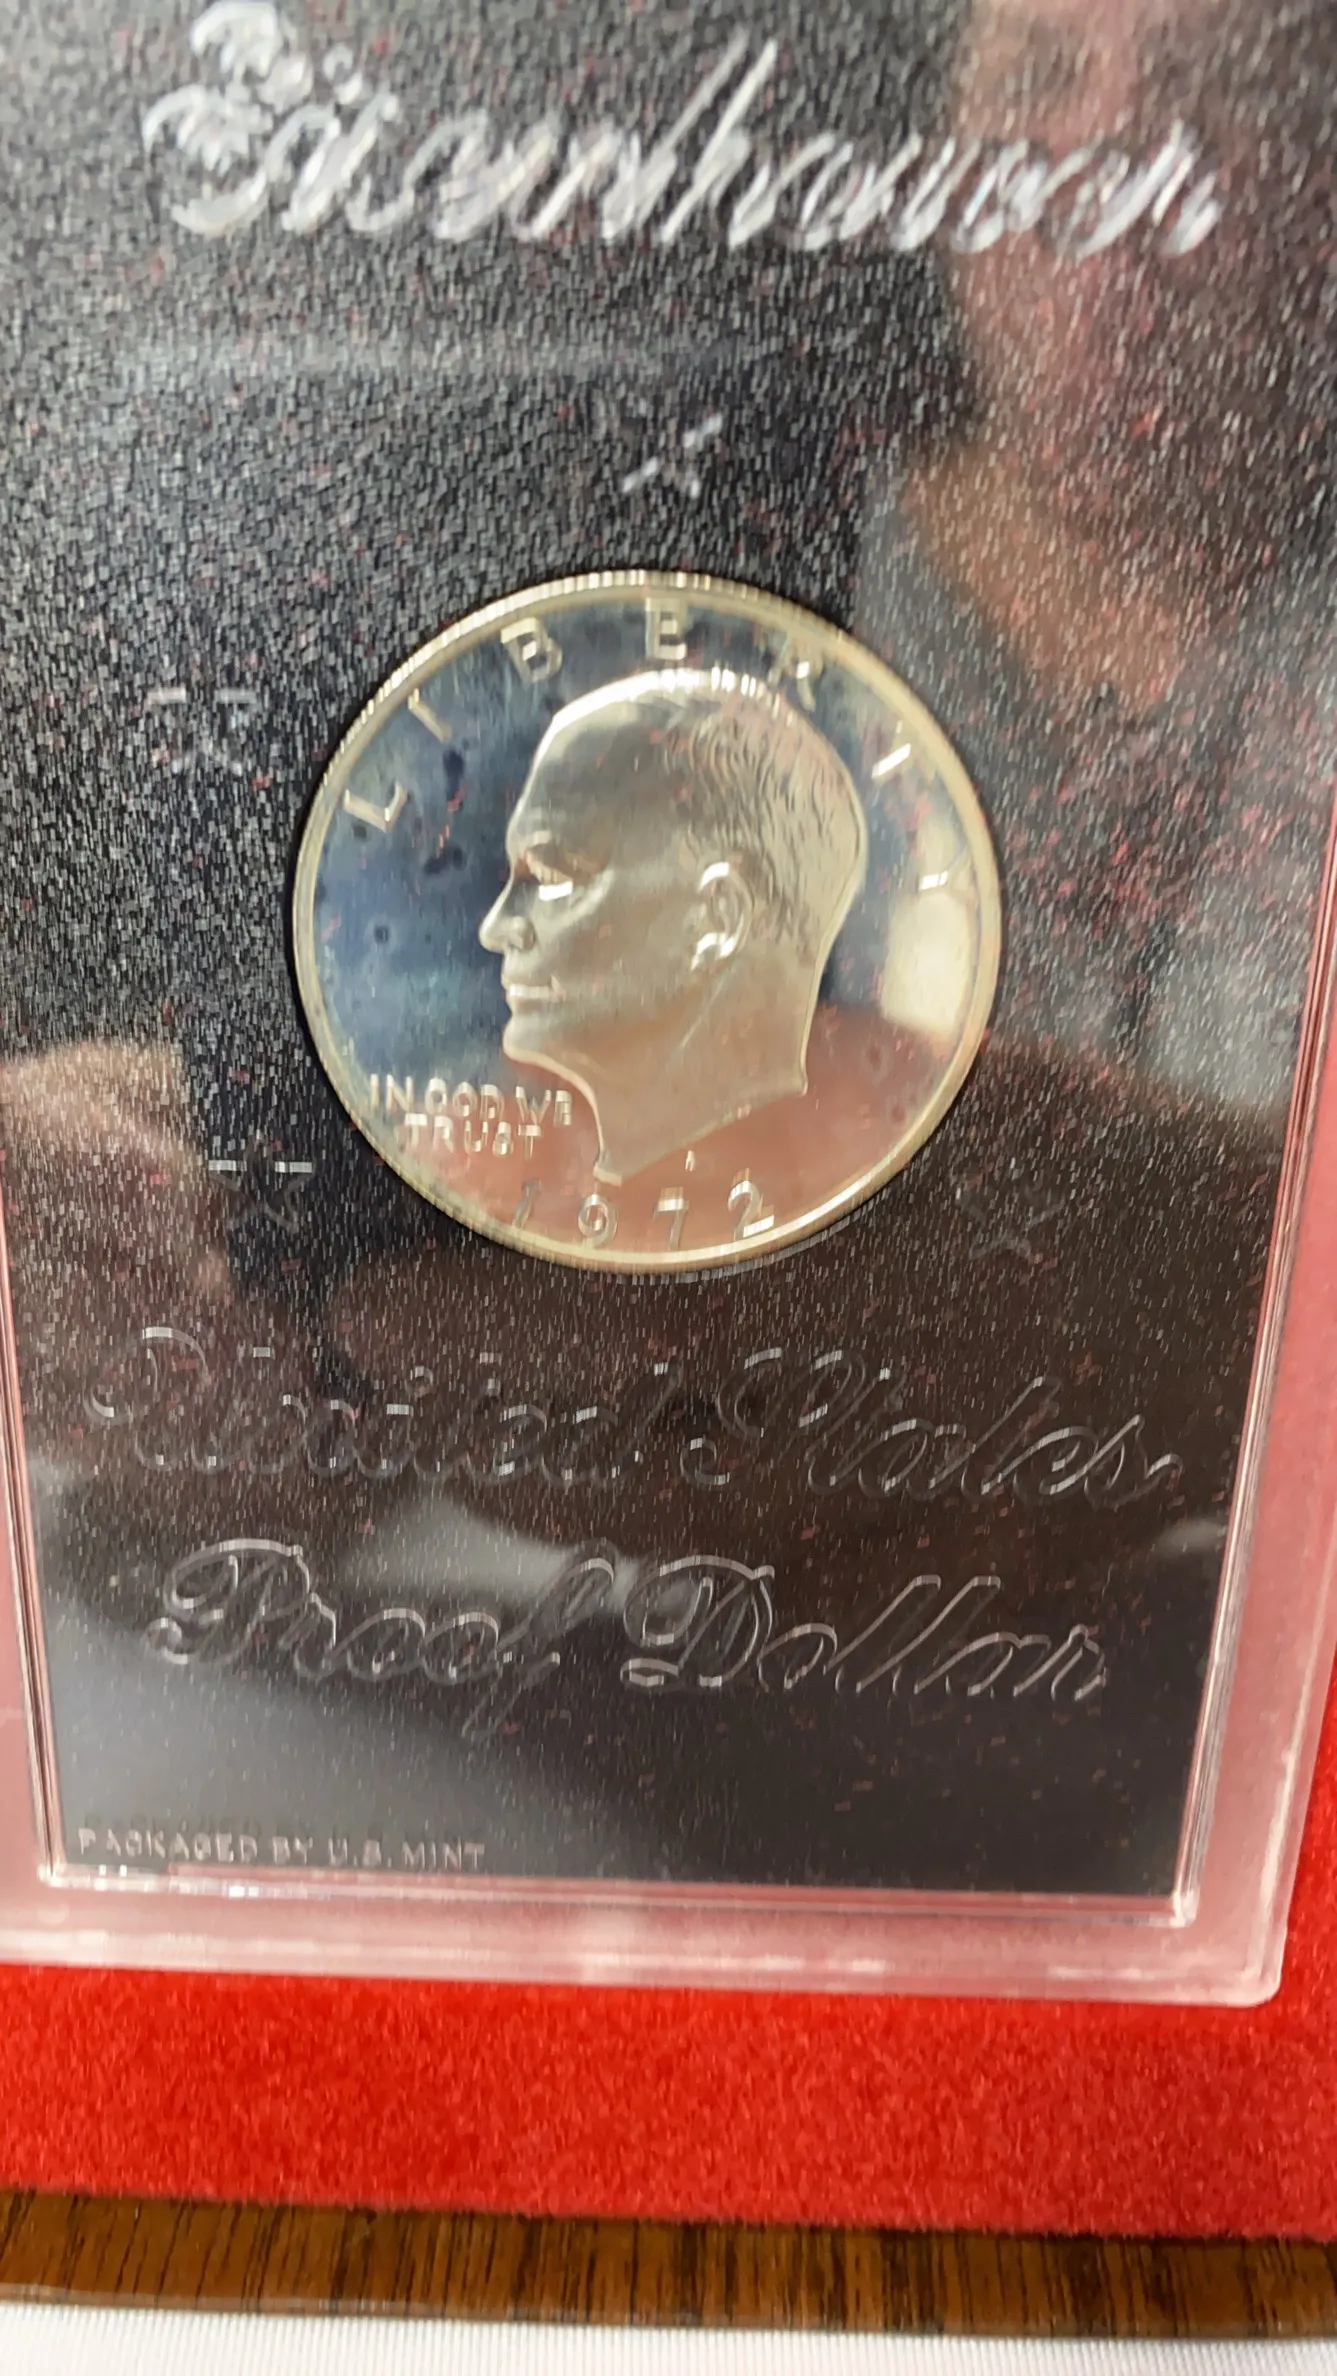 Eisenhower
LIBERTY
IN GOD WE
TRUST
1972
United States
Proof Dollar
PACKAGED BY U.S. MINT